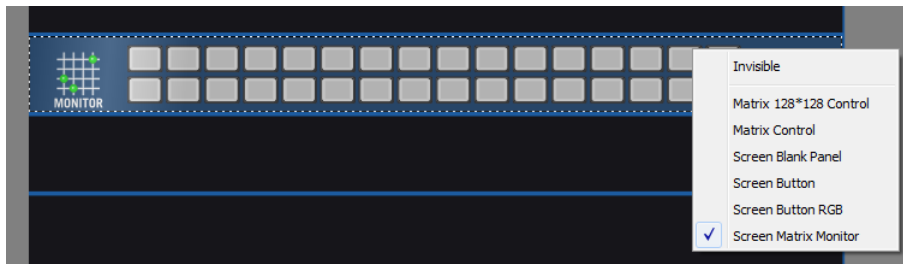 MONITOR
Invisible
Matrix 128*128 Control
Matrix Control
Screen Blank Panel
Screen Button
Screen Button RGB
Screen Matrix Monitor